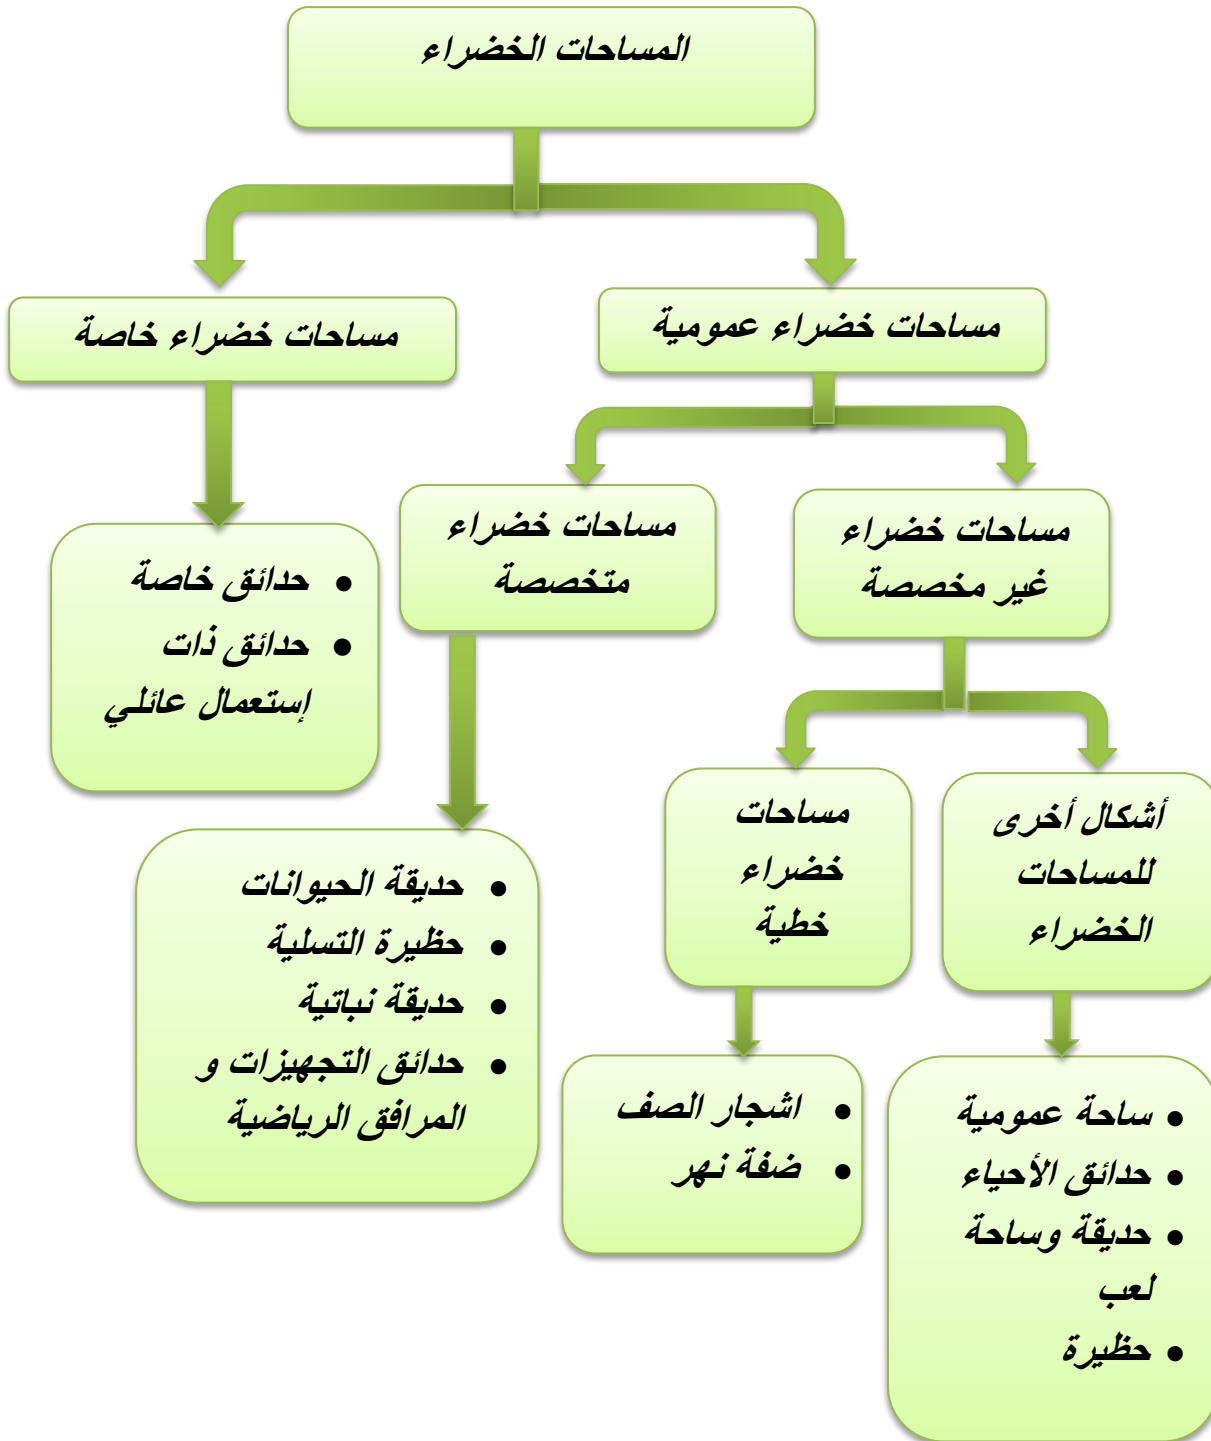 المساحات الخضراء
مساحات خضراء عمومية
مساحات خضراء خاصة
مساحات خضراء
غير مخصصة
مساحات خضراء
متخصصة
• حدائق خاصة
• حدائق ذات
إستعمال عائلي
أشكال أخرى
للمساحات
الخضراء
مساحات
خضراء
خطية
• حديقة الحيوانات
• حظيرة التسلية
• حديقة نباتية
• حدائق التجهيزات و
المرافق الرياضية
• ساحة عمومية
• حدائق الأحياء
• حديقة وساحة
لعب
• حظيرة
• اشجار الصف
• ضفة نهر